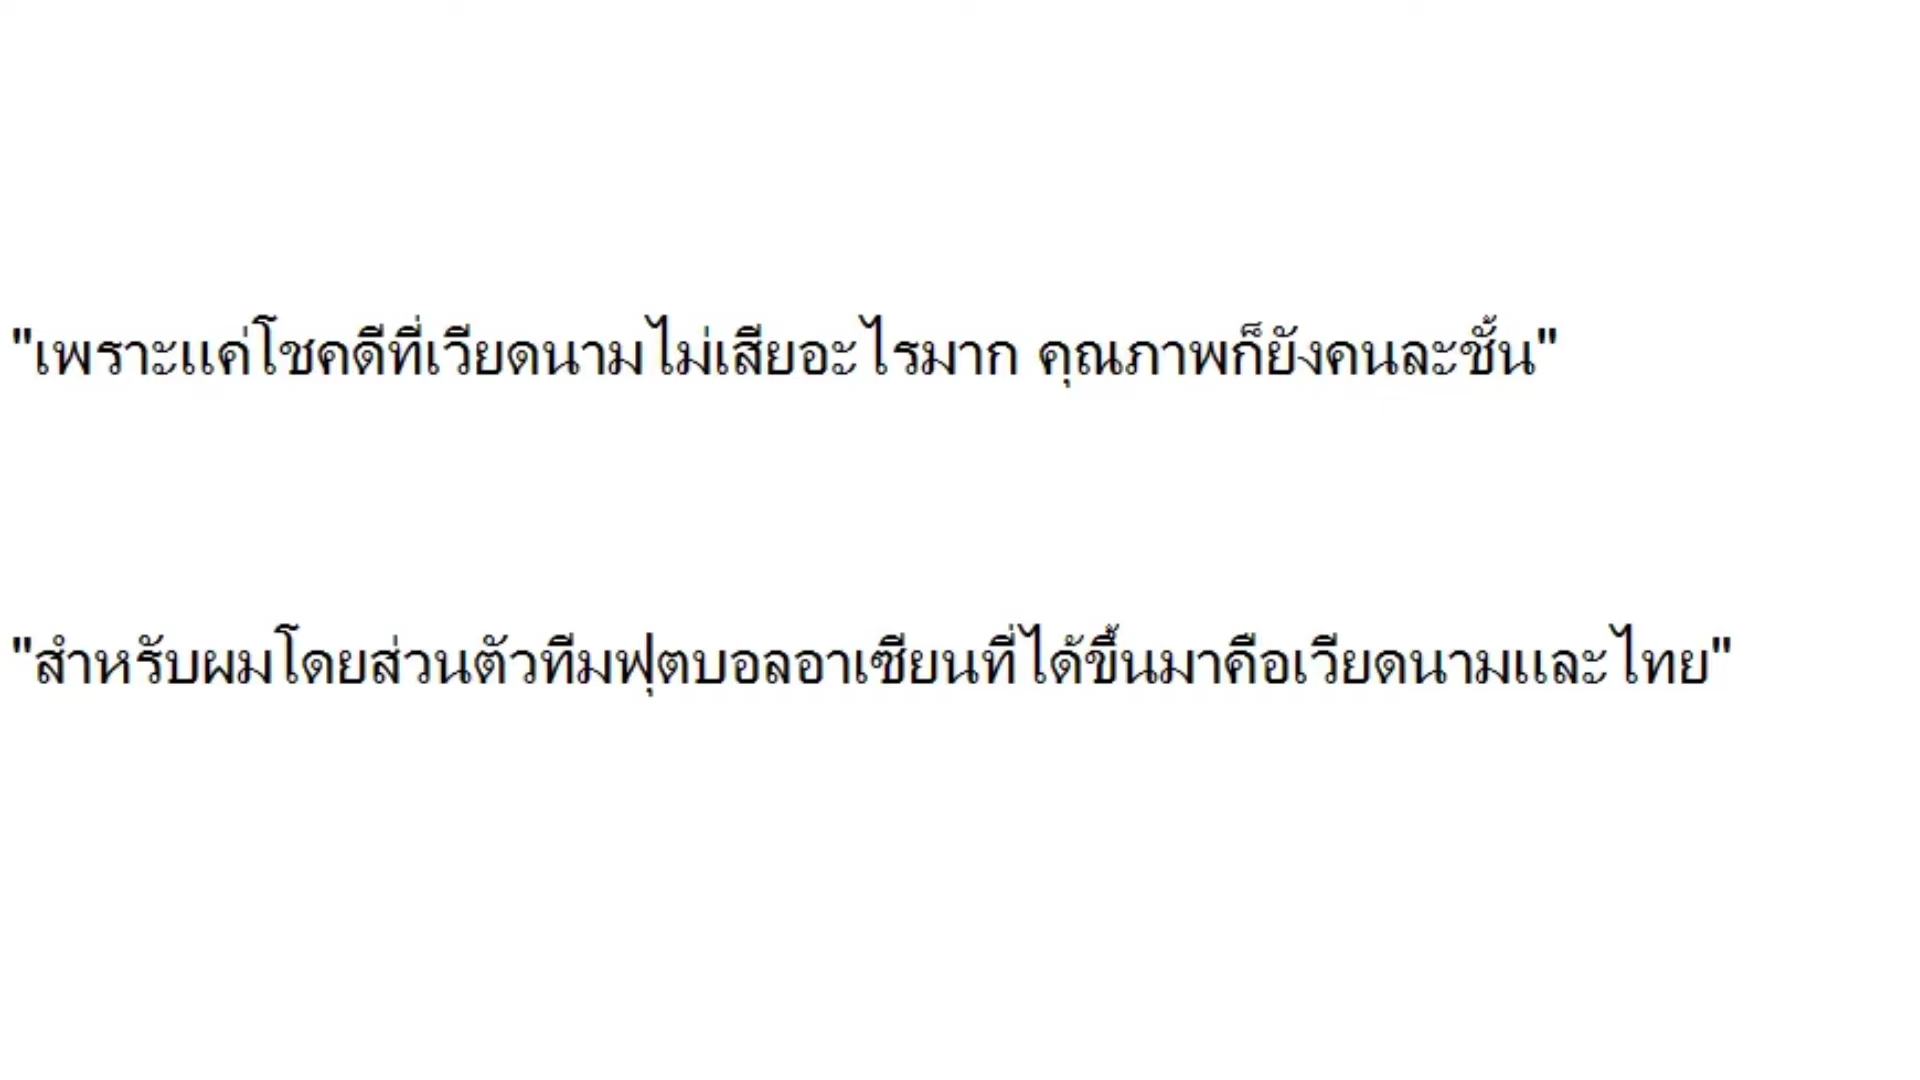 "เพราะแค่โชคดีที่เวียดนามไม่เสียอะไรมาก คุณภาพก็ยังคนละชั้น"
"สำหรับผมโดยส่วนตัวทีมฟุตบอลอาเซียนที่ได้ขึ้นมาคือเวียดนามและไทย"